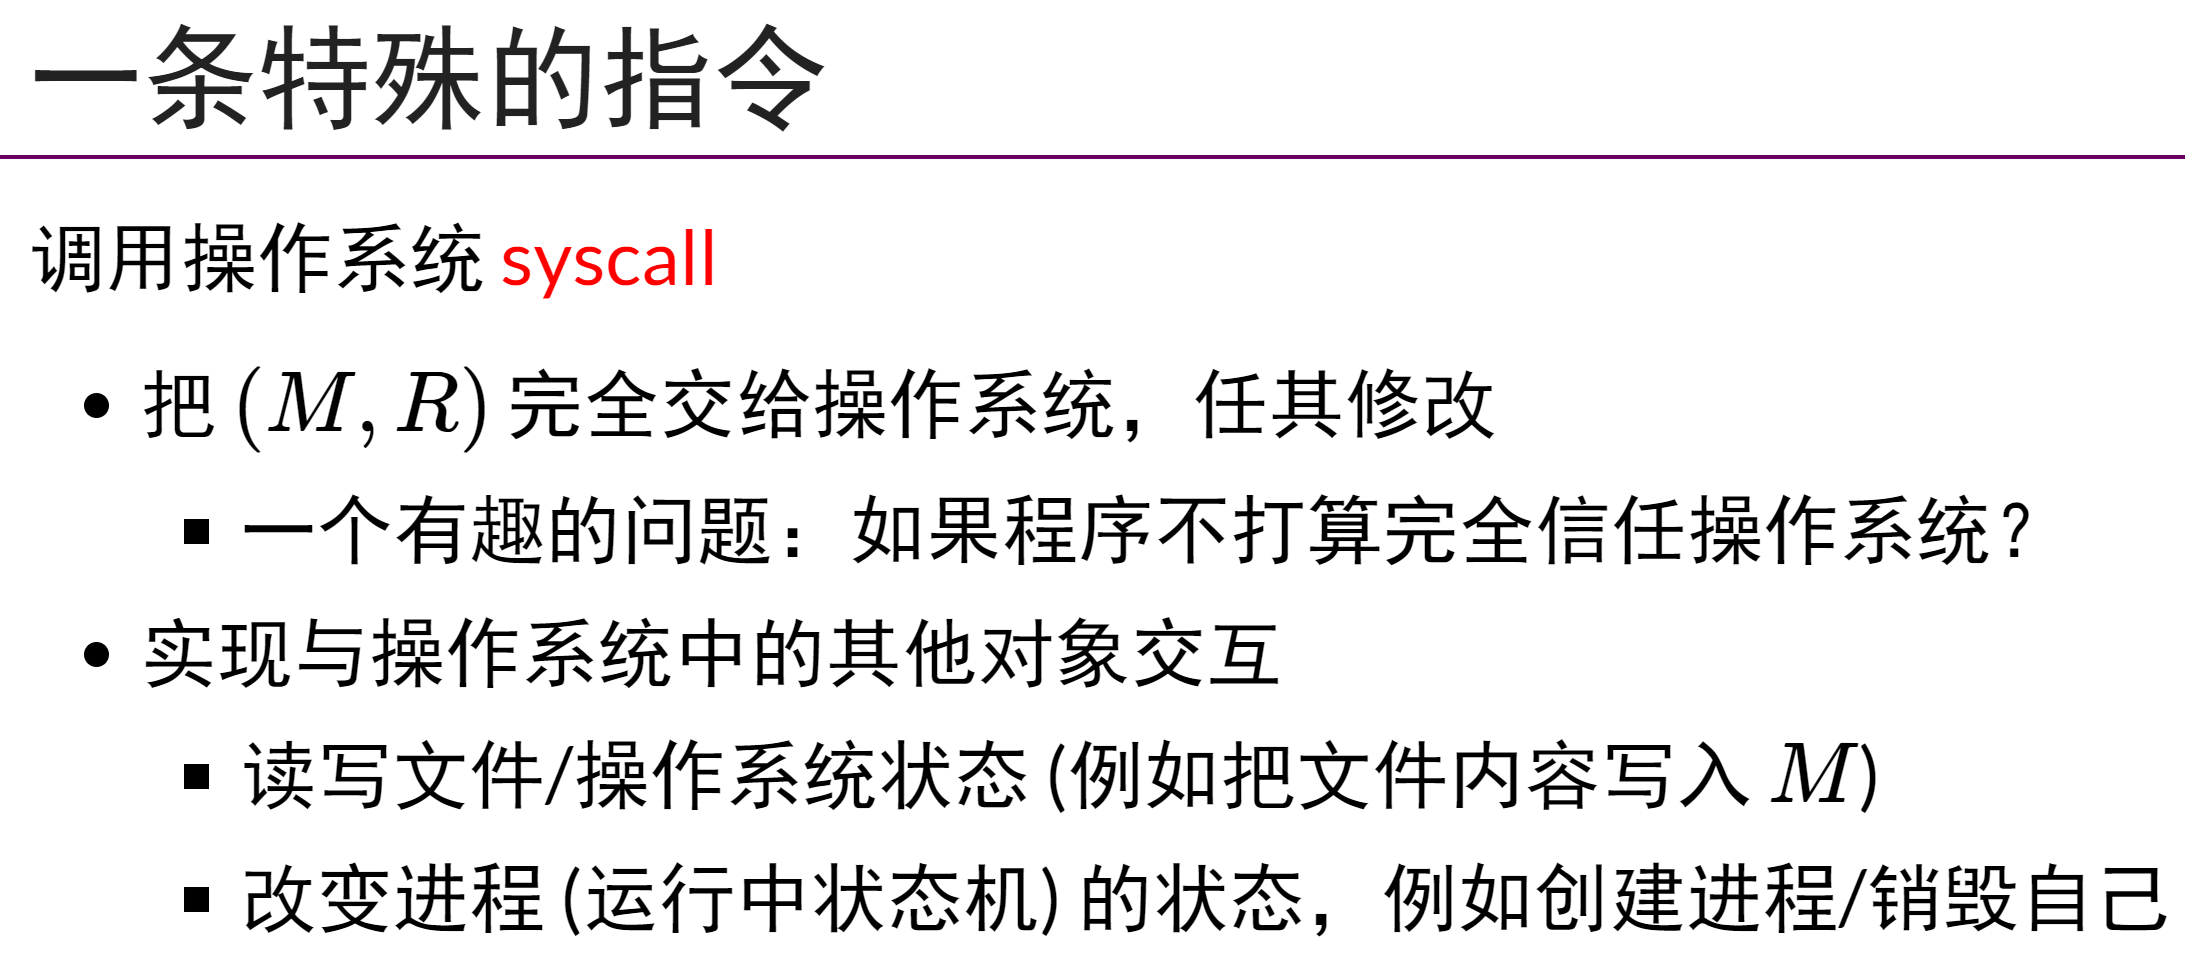 一条特殊的指令
调用操作系统 syscall
• 把 (M, R) 完全交给操作系统，任其修改
▪ 一个有趣的问题：如果程序不打算完全信任操作系统？
• 实现与操作系统中的其他对象交互
▪ 读写文件/操作系统状态 (例如把文件内容写入 M)
▪ 改变进程 (运行中状态机) 的状态，例如创建进程/销毁自己